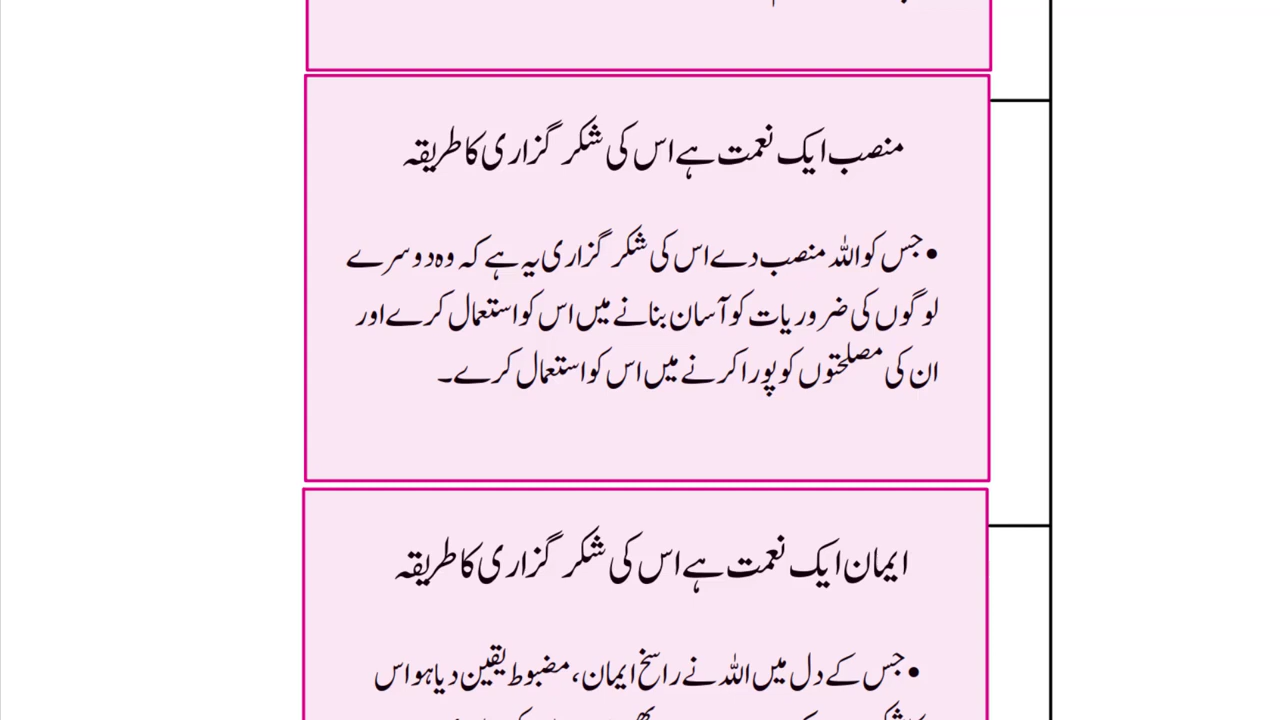 منصب ایک نعمت ہے اس کی شکر گزاری کا طریقہ
• جس کو اللہ منصب دے اس کی شکر گزاری یہ ہے کہ وہ دوسرے
لوگوں کی ضروریات کو آسان بنانے میں اس کو استعمال کرے اور
ان کی مصلحتوں کو پورا کرنے میں اس کو استعمال کرے۔
ایمان ایک نعمت ہے اس کی شکر گزاری کا طریقہ
• جس کے دل میں اللہ نے راسخ ایمان، مضبوط یقین دیا ہو اس